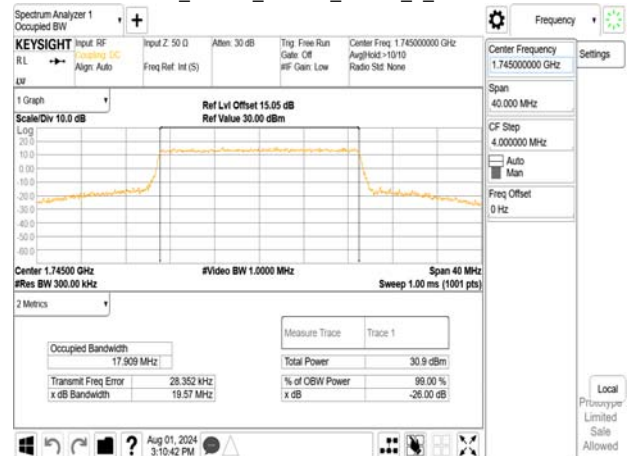 Spectrum Analyzer 1
Occupied BW
Frequency
KEYSIGHT Input: RF Input Z: 50 Ω Atten: 30 dB Trig: Free Run Center Freq: 1.745000000 GHz
RL Coupling: DC Gate: Off Avg|Hold:>10/10
Align: Auto Freq Ref: Int (S) #IF Gain: Low Radio Std: None
Center Frequency
1.745000000 GHz
Settings
Span
40.000 MHz
CF Step
4.000000 MHz
Auto
Man
Freq Offset
0 Hz
1 Graph
Ref Lvl Offset 15.05 dB
Scale/Div 10.0 dB Ref Value 30.00 dBm
Log
20.0
10.0
0.00
-10.0
-20.0
-30.0
-40.0
-50.0
-60.0
Center 1.74500 GHz #Video BW 1.0000 MHz Span 40 MHz
#Res BW 300.00 kHz Sweep 1.00 ms (1001 pts)
2 Metrics
Measure Trace Trace 1
Occupied Bandwidth
17.909 MHz Total Power 30.9 dBm
Transmit Freq Error 28.352 kHz % of OBW Power 99.00 %
x dB Bandwidth 19.57 MHz x dB -26.00 dB
Local
Prototype
Limited
Sale
Allowed
Aug 01, 2024
3:10:42 PM